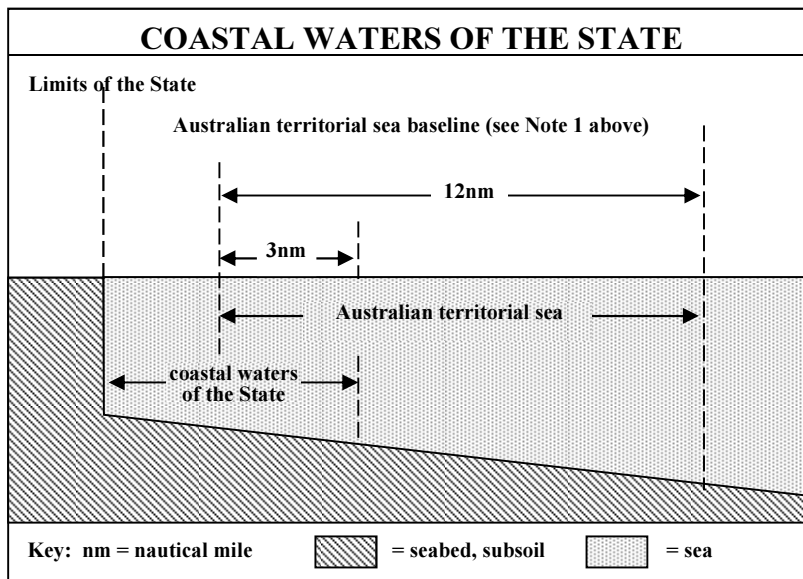 COASTAL WATERS OF THE STATE
Limits of the State
Australian territorial sea baseline (see Note 1 above)
12nm
3nm
Australian territorial sea
coastal waters
of the State
Key: nm = nautical mile
= seabed, subsoil
= sea